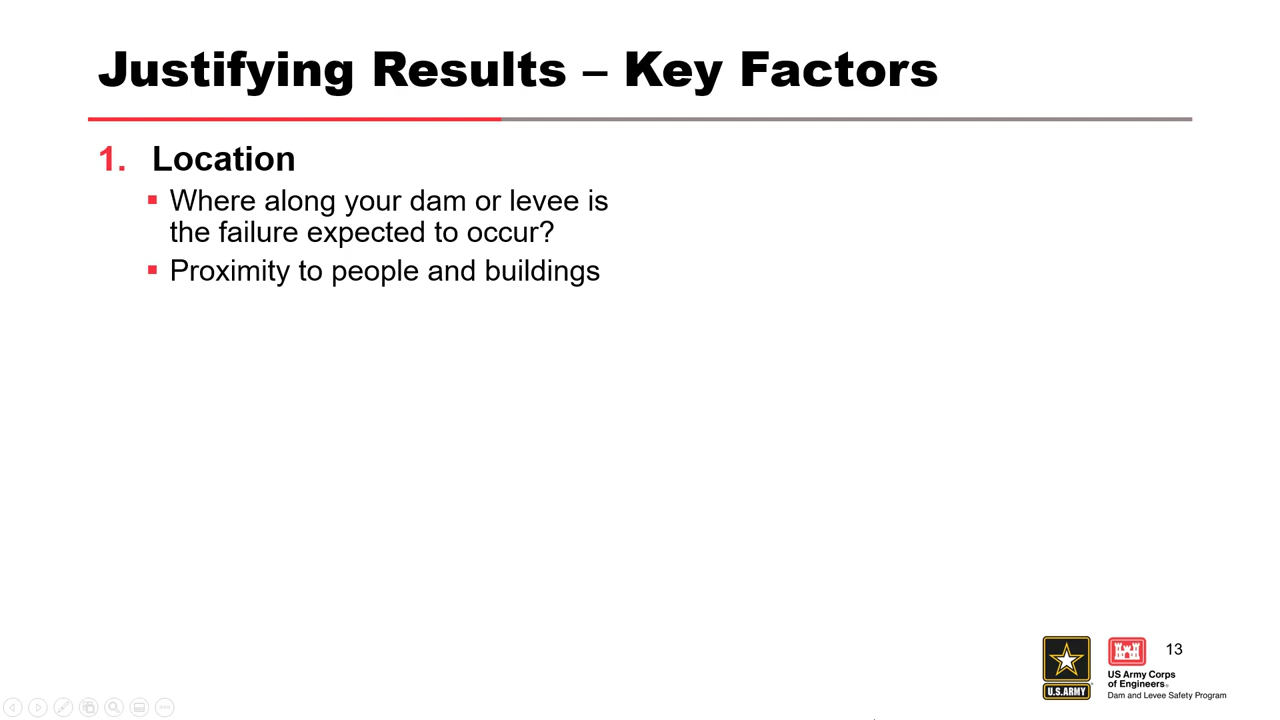 Justifying Results – Key Factors
1. Location
▪ Where along your dam or levee is
the failure expected to occur?
▪ Proximity to people and buildings
13
U.S.ARMY
US Army Corps
of Engineers®
Dam and Levee Safety Program